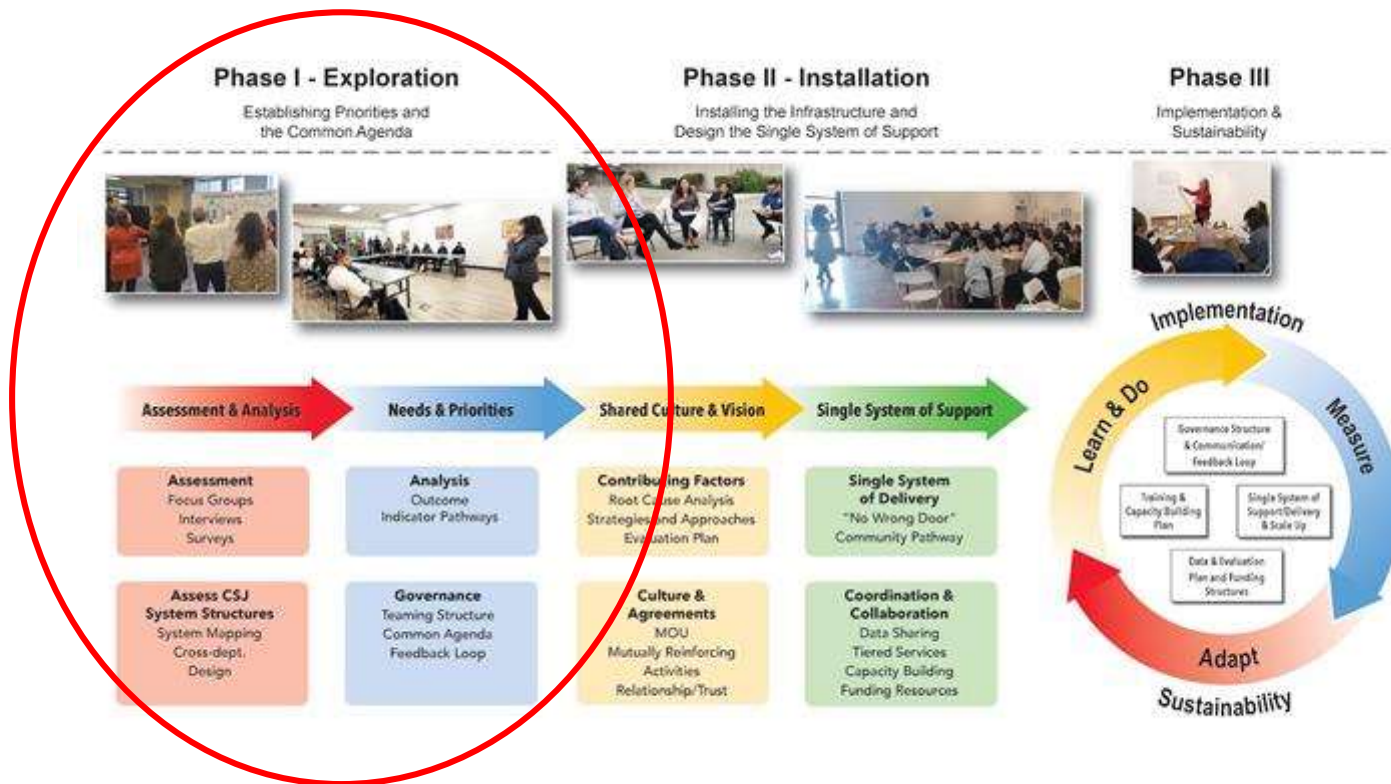 Phase I - Exploration
Establishing Priorities and
the Common Agenda
Phase II - Installation
Installing the Infrastructure and
Design the Single System of Support
Phase III
Implementation &
Sustainability
Assessment & Analysis
Needs & Priorities
Shared Culture & Vision
Single System of Support
Assessment
Focus Groups
Interviews
Surveys
Analysis
Outcome
Indicator Pathways
Contributing Factors
Root Cause Analysis
Strategies and Approaches
Evaluation Plan
Single System
of Delivery
"No Wrong Door"
Community Pathway
Assess CSJ
System Structures
System Mapping
Cross-dept.
Design
Governance
Teaming Structure
Common Agenda
Feedback Loop
Culture &
Agreements
MOU
Mutually Reinforcing
Activities
Relationship/Trust
Coordination &
Collaboration
Data Sharing
Tiered Services
Capacity Building
Funding Resources
Implementation
Learn & Do
Measure
Governance Structure
& Communication/
Feedback Loop
Training &
Capacity Building
Plan
Single System of
Support/Delivery
& Scale Up
Data & Evaluation
Plan and Funding
Structures
Adapt
Sustainability